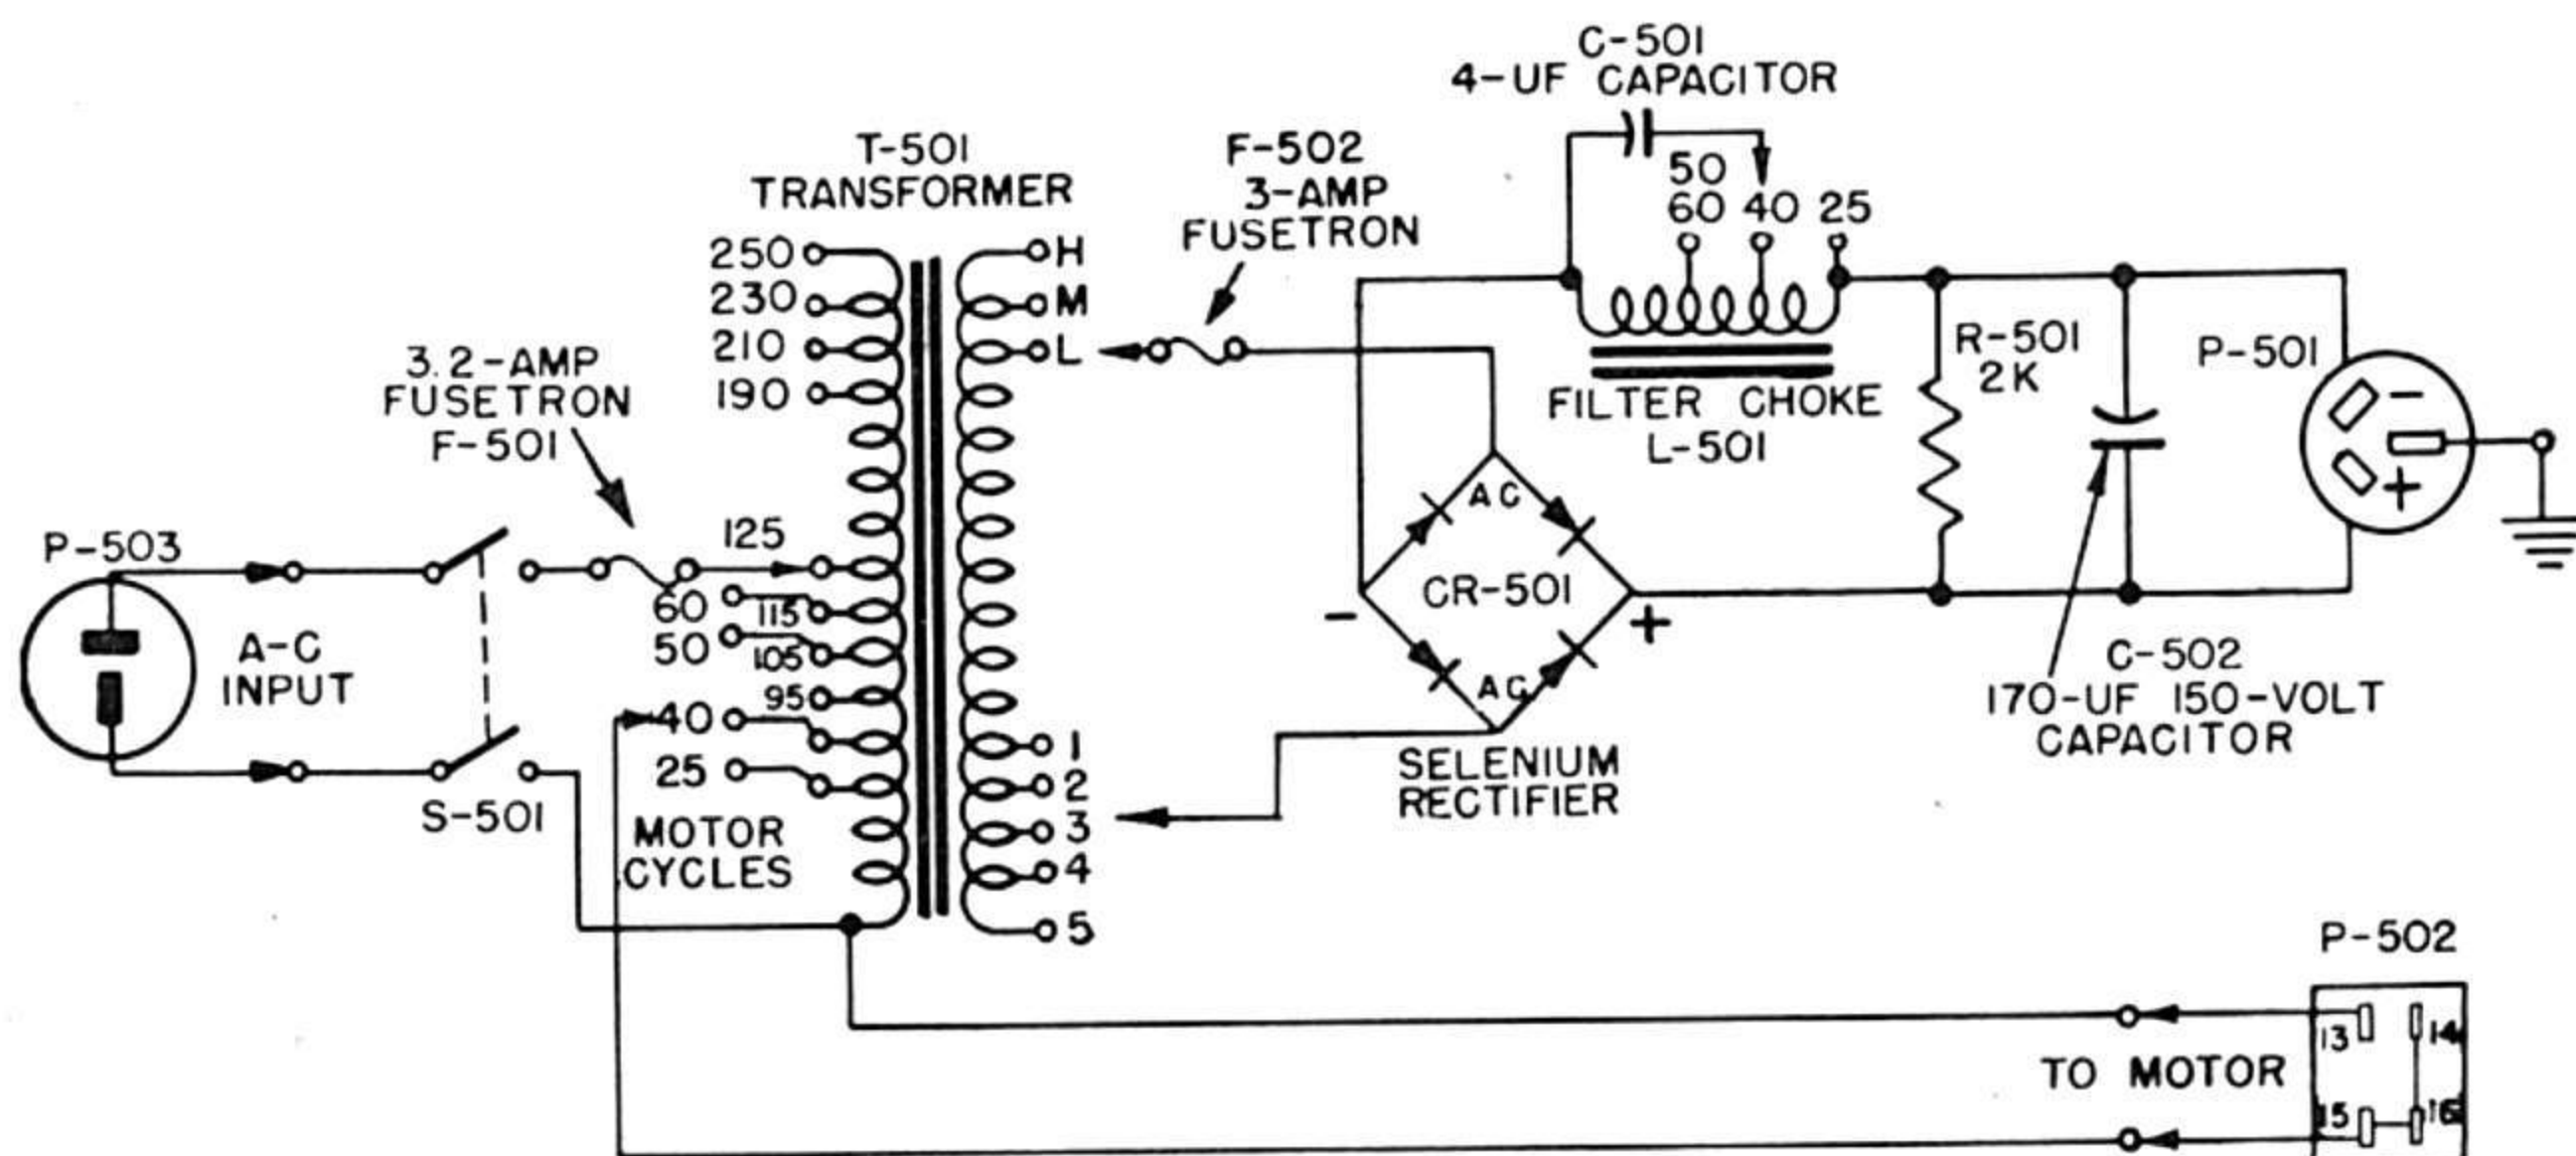 C-501
4-UF CAPACITOR
T-501
TRANSFORMER
F-502
3-AMP
FUSETRON
50
60 40 25
250
230
210
190
H
M
L
3.2-AMP
FUSETRON
F-501
R-501
2K
P-501
-
+
FILTER CHOKE
L-501
P-503
A-C
INPUT
125
60
115
50
105
95
40
25
MOTOR
CYCLES
S-501
1
2
3
4
5
AC
CR-501
- +
AC
SELENIUM
RECTIFIER
C-502
170-UF 150-VOLT
CAPACITOR
P-502
13 14
TO MOTOR
15 16